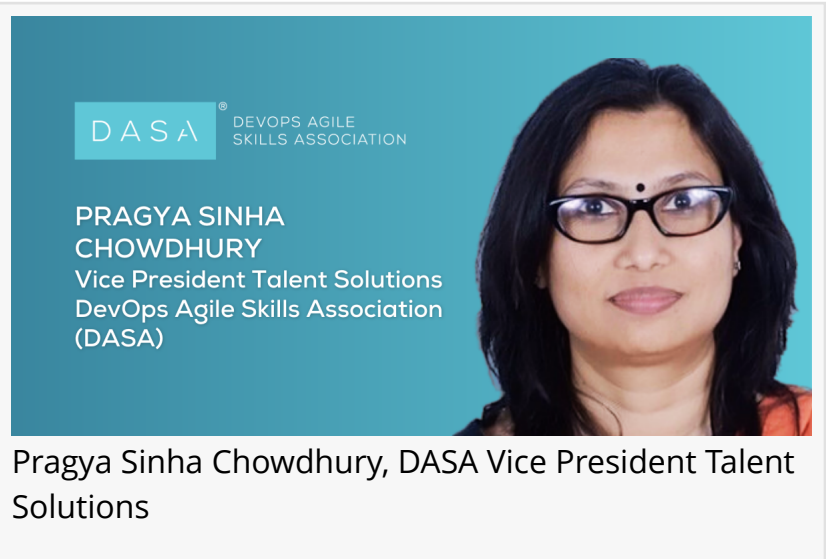 DASA®
DEVOPS AGILE
SKILLS ASSOCIATION
PRAGYA SINHA
CHOWDHURY
Vice President Talent Solutions
DevOps Agile Skills Association
(DASA)
Pragya Sinha Chowdhury, DASA Vice President Talent
Solutions